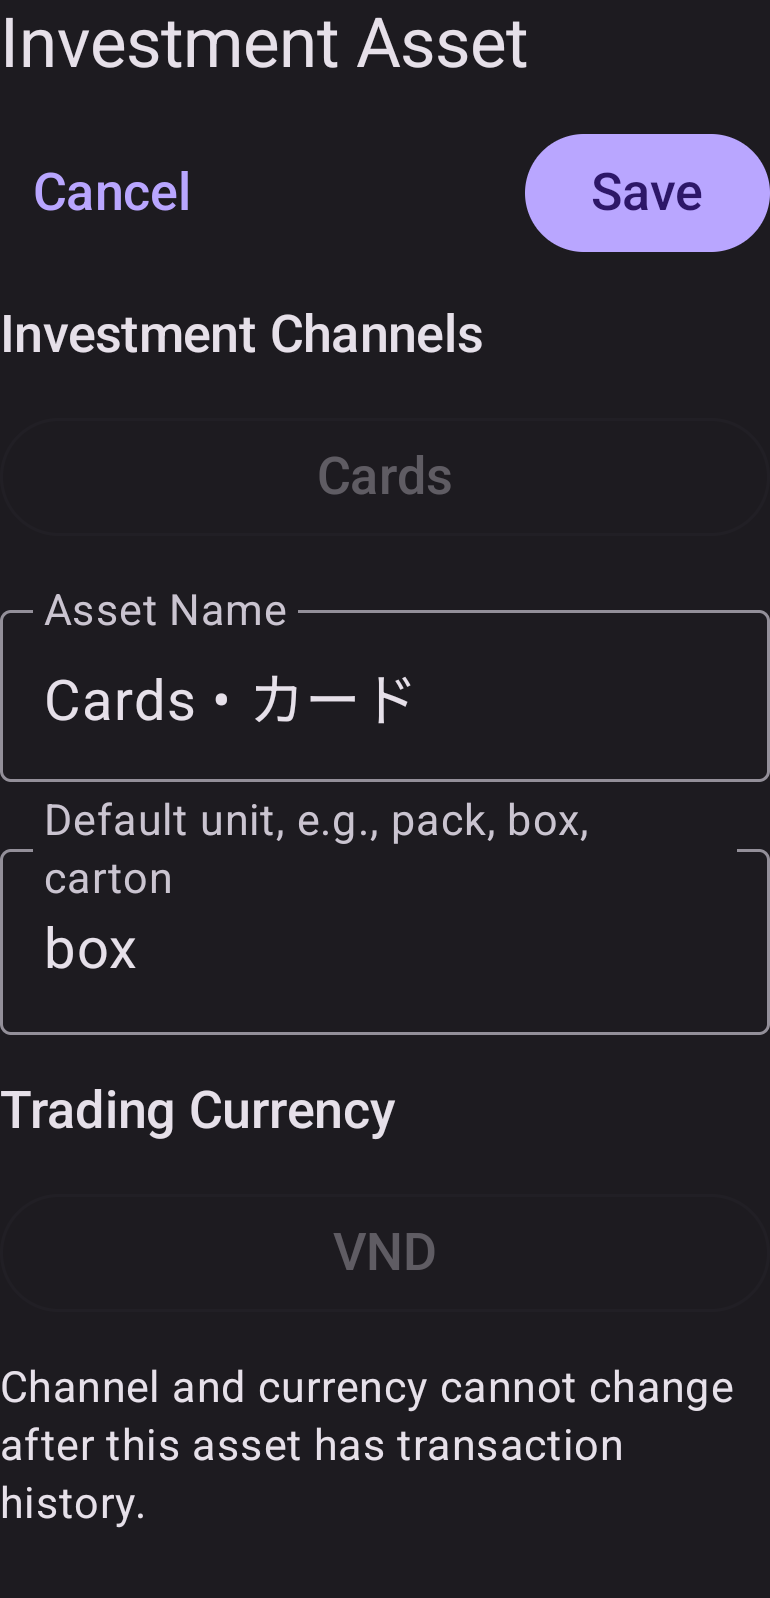 Investment Asset
Cancel
Save
Investment Channels
Cards
Asset Name
Cards • カード
Default unit, e.g., pack, box,
carton
box
Trading Currency
VND
Channel and currency cannot change
after this asset has transaction
history.